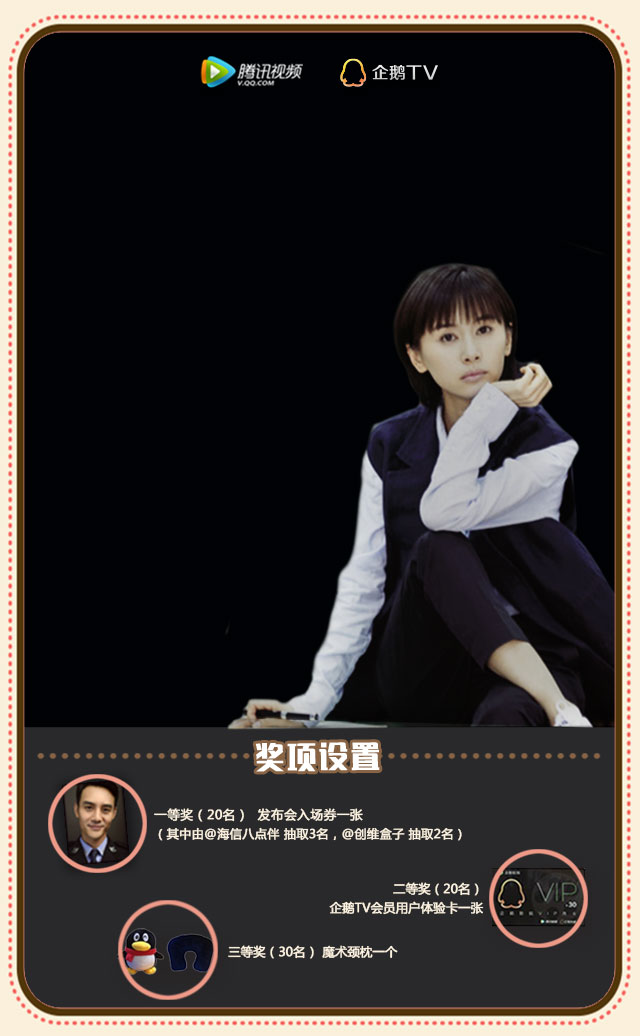 腾讯视频 企鹅TV
V.QQ.COM
奖项设置
一等奖（20名） 发布会入场券一张
（其中由@海信八点伴 抽取3名，@创维盒子 抽取2名）
二等奖（20名）
企鹅TV会员用户体验卡一张
VIP
30
三等奖（30名） 魔术颈枕一个